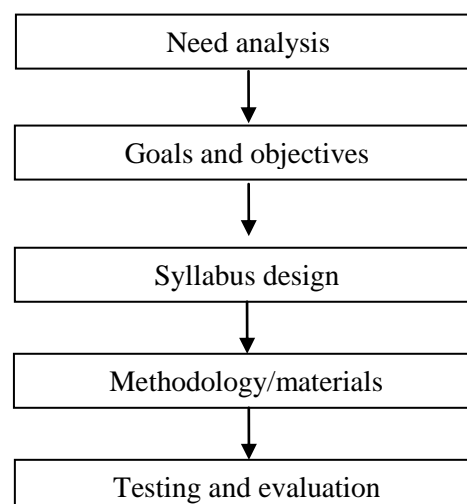 Need analysis
Goals and objectives
Syllabus design
Methodology/materials
Testing and evaluation